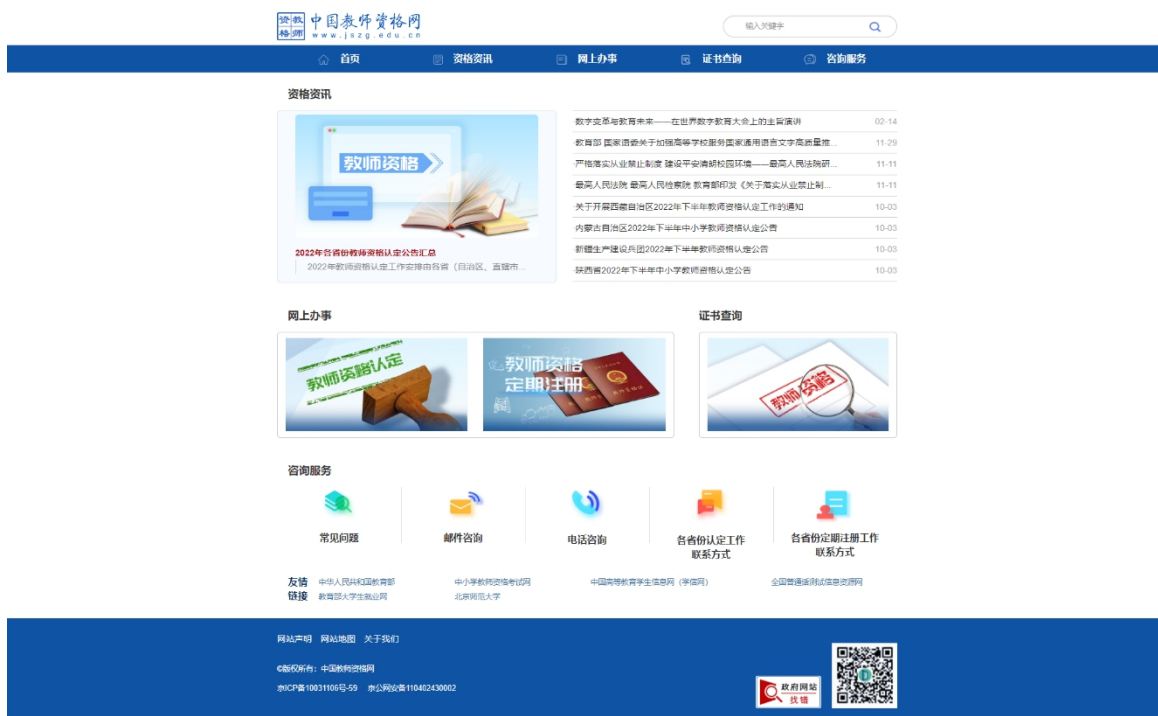 资教
格师
中国教师资格网
www.jszg.edu.cn
输入关键字
首页 资格资讯 网上办事 证书查询 咨询服务
资格资讯
教师资格
2022年各省份教师资格认定公告汇总
2022年教师资格认定工作安排由各省（自治区、直辖市...
·数字变革与教育未来——在世界数字教育大会上的主旨演讲 02-14
·教育部 国家语委关于加强高等学校服务国家通用语言文字高质量推... 11-29
·严格落实从业禁止制度 建设平安清朗校园环境——最高人民法院研... 11-11
·最高人民法院 最高人民检察院 教育部印发《关于落实从业禁止制... 11-11
·关于开展西藏自治区2022年下半年教师资格认定工作的通知 10-03
·内蒙古自治区2022年下半年中小学教师资格认定公告 10-03
·新疆生产建设兵团2022年下半年教师资格认定公告 10-03
·陕西省2022年下半年中小学教师资格认定公告 10-03
网上办事
教师资格认定
教师资格
定期注册
证书查询
教师资格
咨询服务
常见问题
邮件咨询
电话咨询
各省份认定工作
联系方式
各省份定期注册工作
联系方式
友情
链接
中华人民共和国教育部 中小学教师资格考试网 中国高等教育学生信息网（学信网） 全国普通话测试信息资源网
教育部大学生就业网 北京师范大学
网站声明 网站地图 关于我们
©版权所有：中国教师资格网
京ICP备10031106号-59 京公网安备110402430002
政府网站
找错